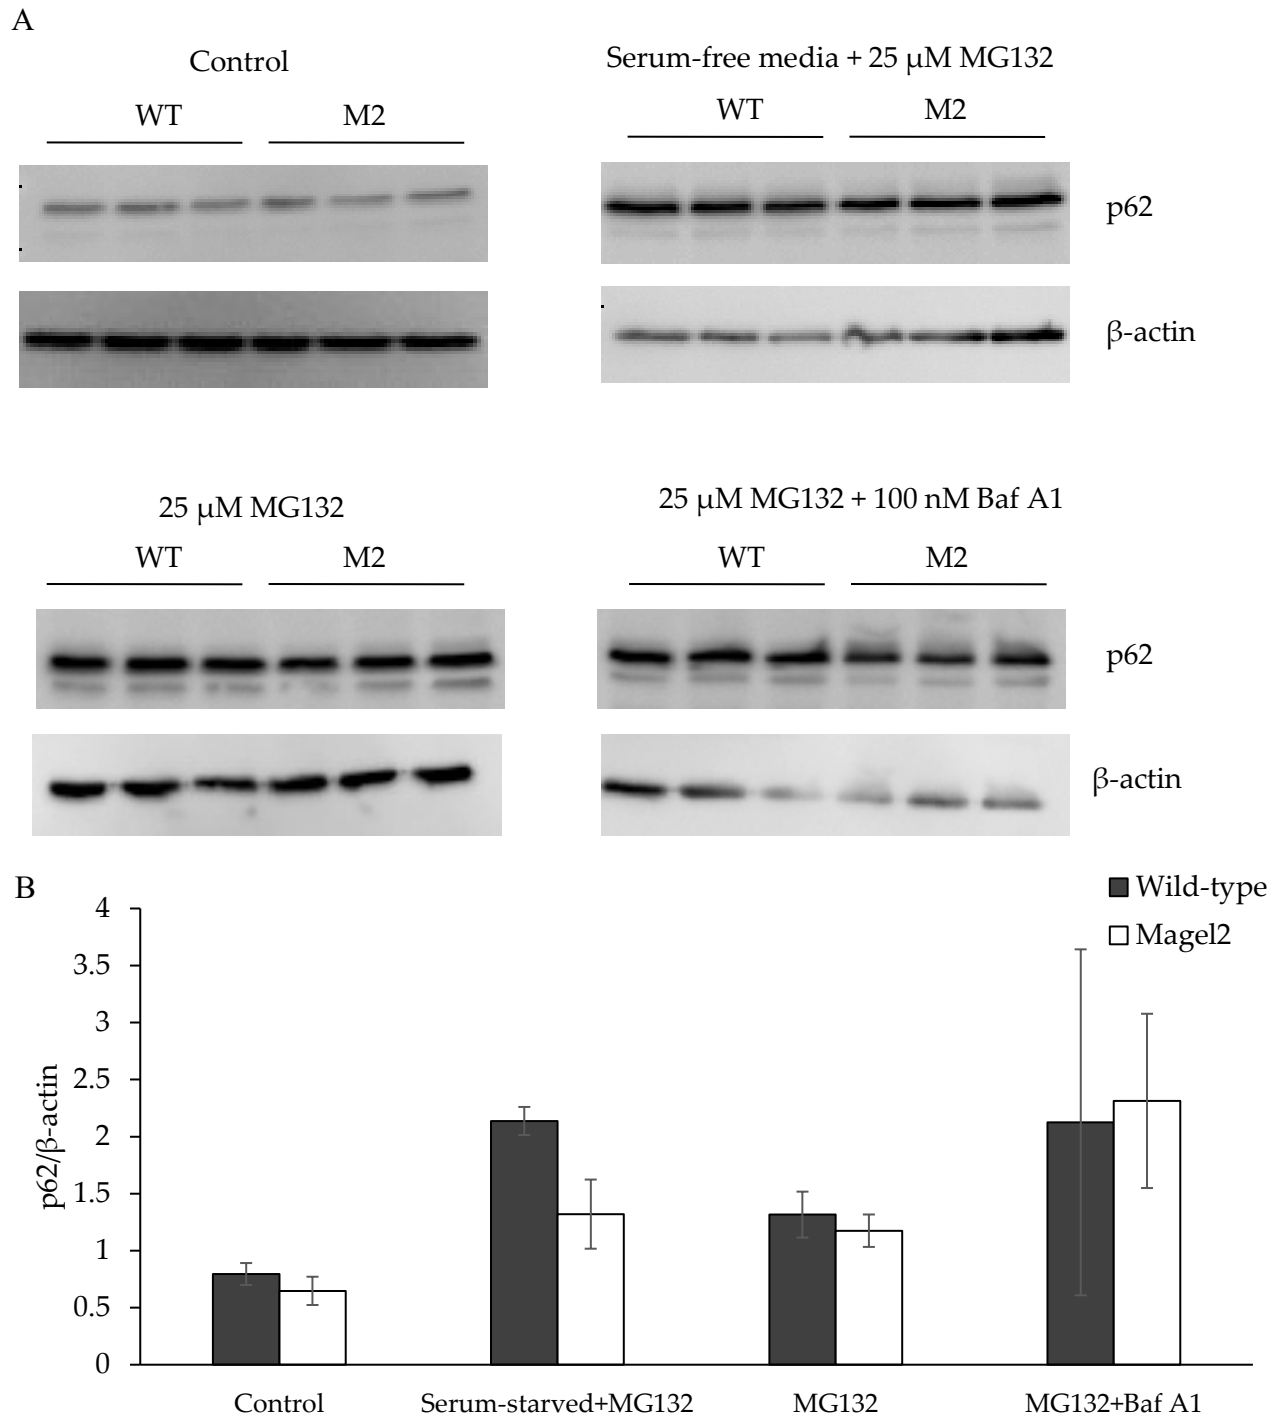 A
Control
Serum-free media + 25 µM MG132
WT M2
WT M2
p62
β-actin
25 µM MG132
25 µM MG132 + 100 nM Baf A1
WT M2
WT M2
p62
β-actin
B
Wild-type
Magel2
4
3.5
3
2.5
2
1.5
1
0.5
0
p62/β-actin
Control
Serum-starved+MG132
MG132
MG132+Baf A1